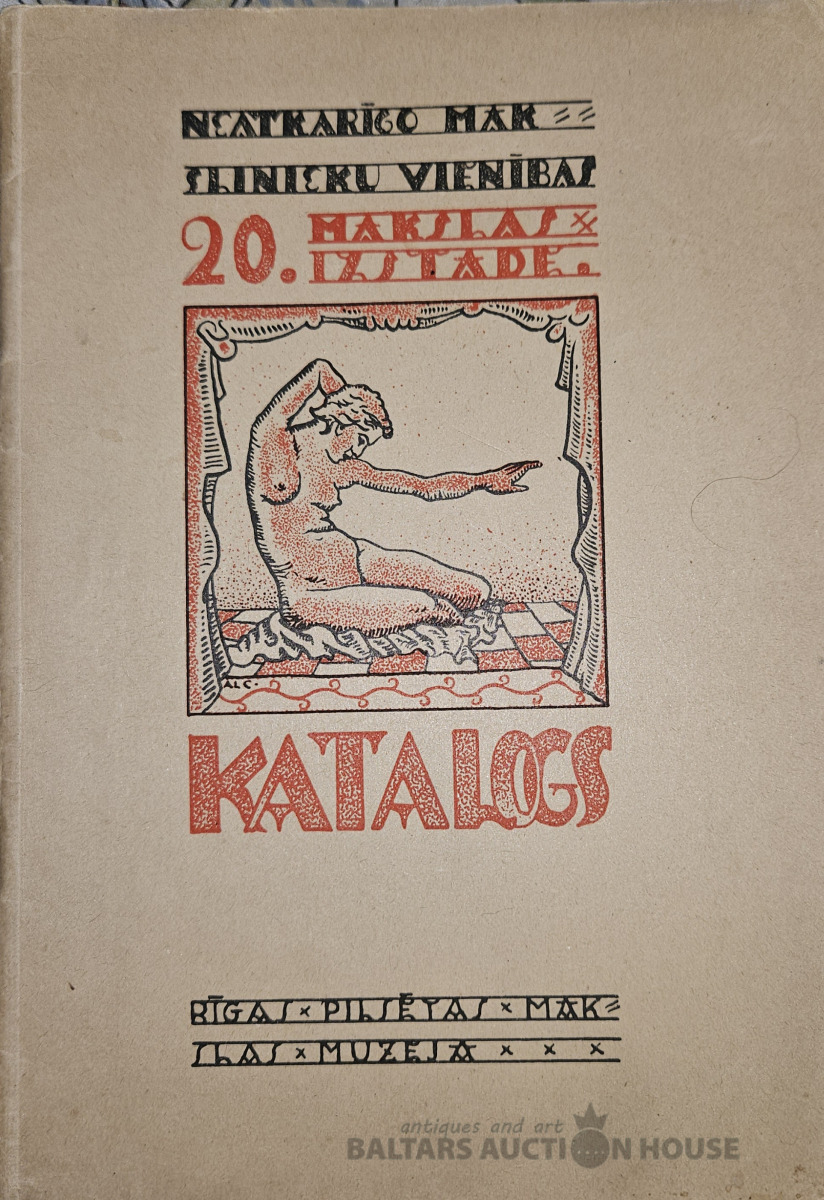 NEATKARĪGO MAK
SLINIEKU VIENĪBAS
20. MAKSLAS x
IZSTADE.
ALC.
KATALOGS
RĪGAS x PILSĒTAS x MAK=
SLAS x MUZEJA x x x
antiques and art
BALTARS AUCTION HOUSE